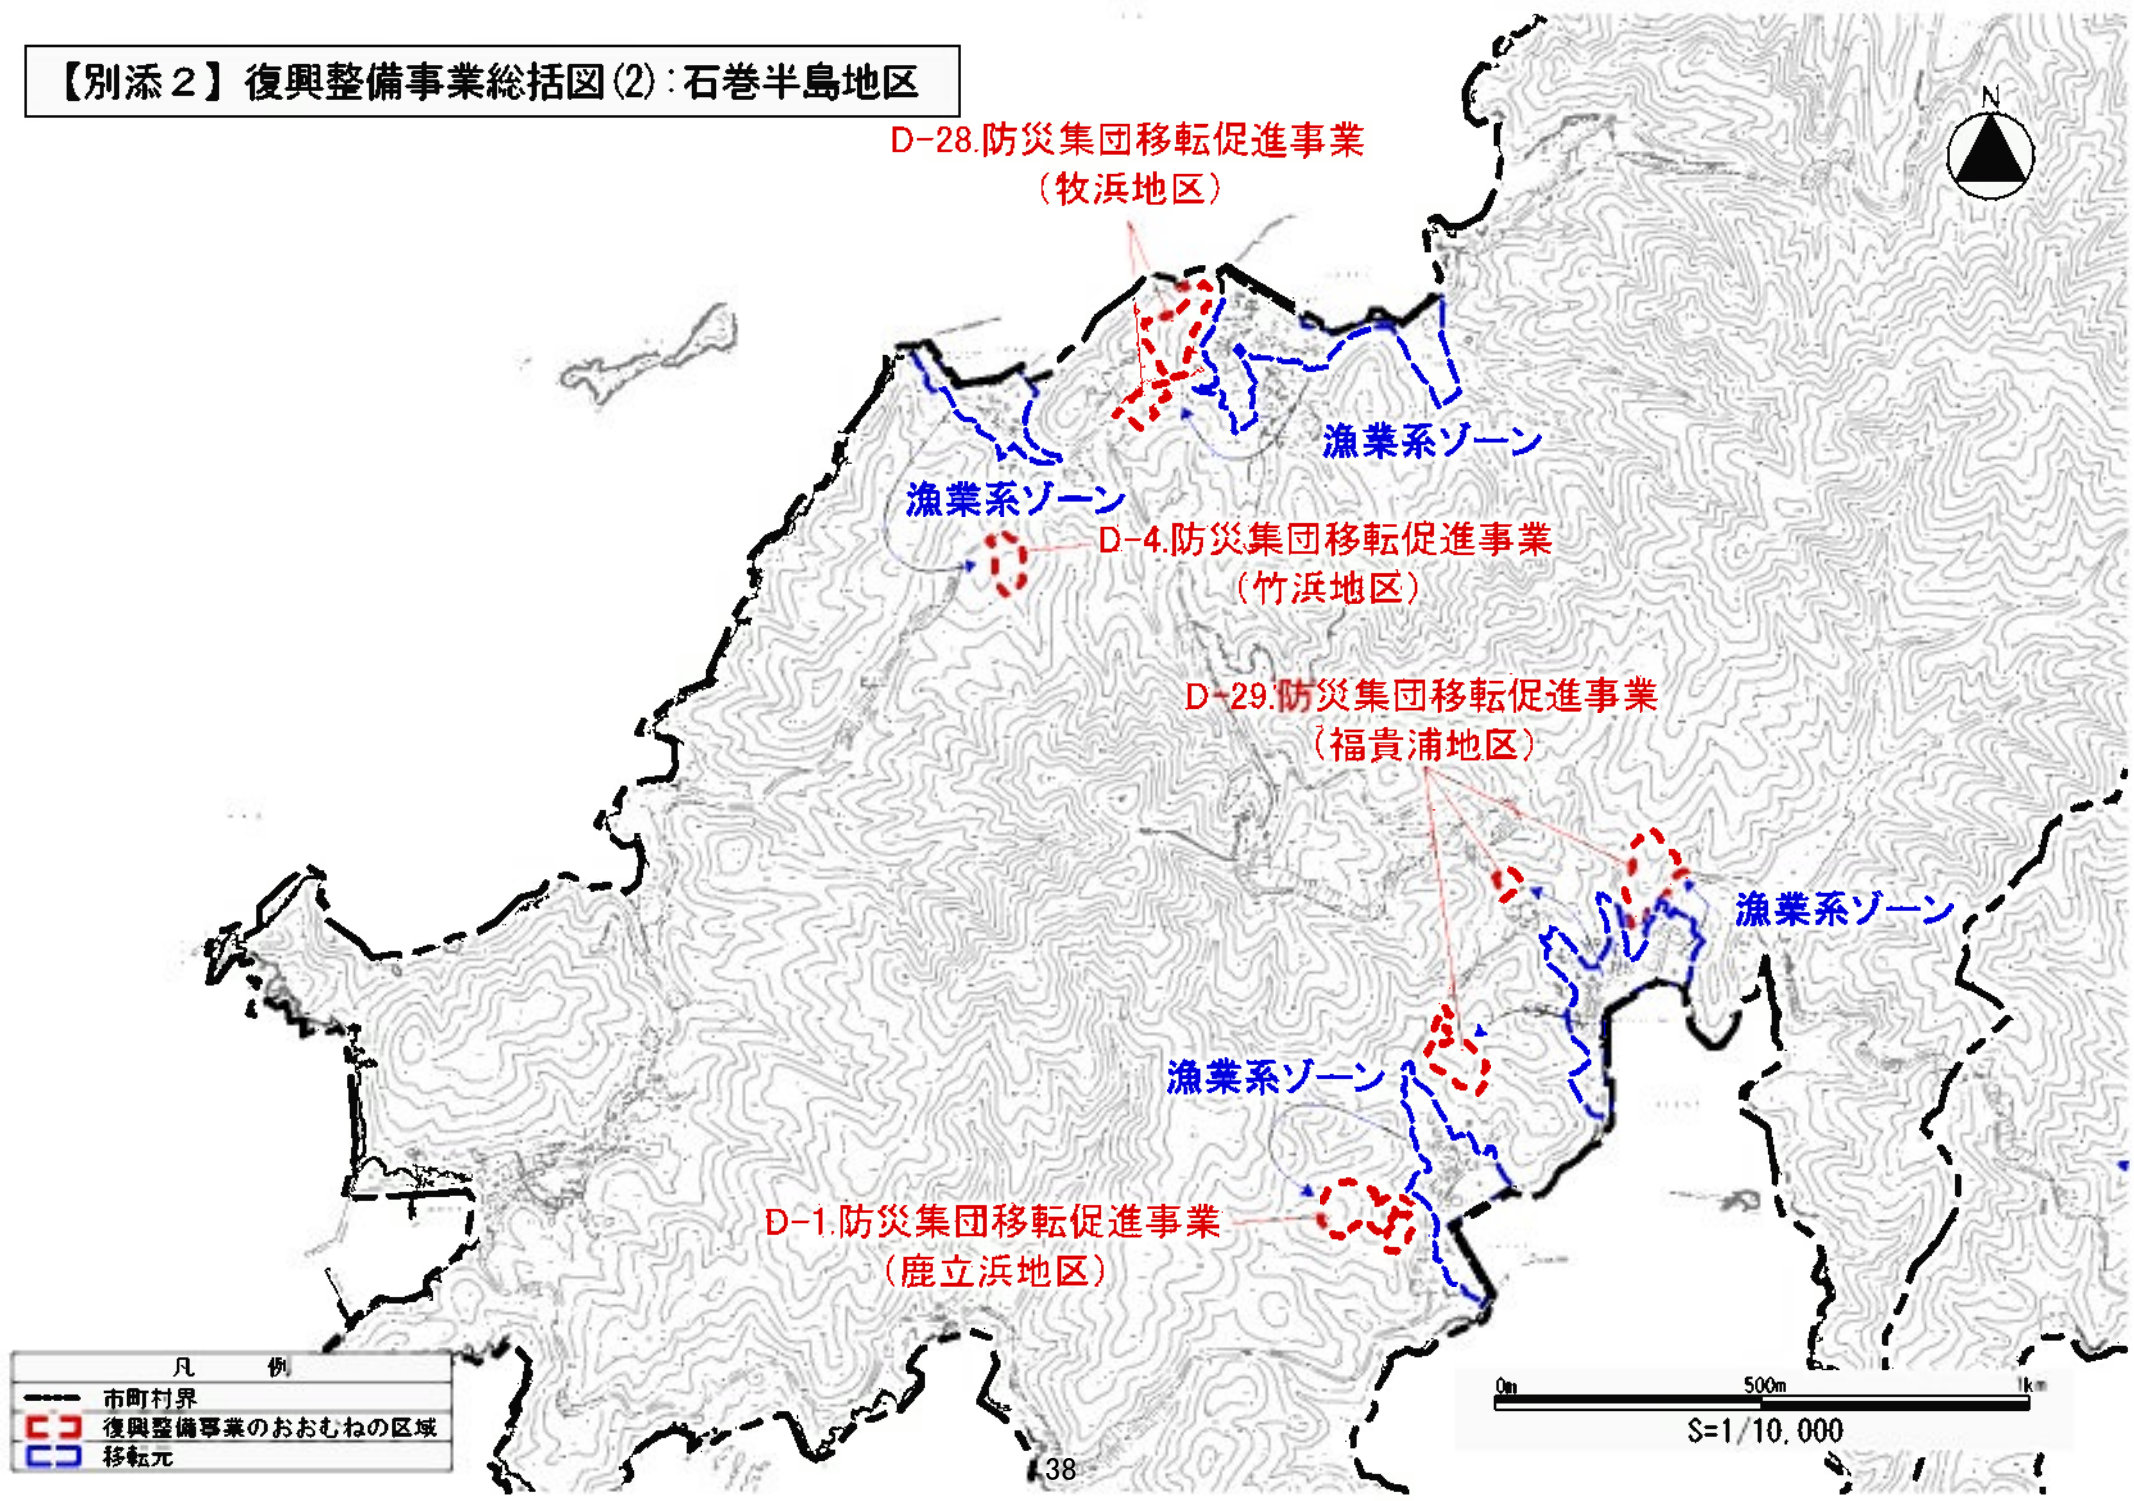 【別添２】復興整備事業総括図(2):石巻半島地区
N
D-28.防災集団移転促進事業
（牧浜地区）
漁業系ゾーン
漁業系ゾーン
D-4.防災集団移転促進事業
（竹浜地区）
D-29.防災集団移転促進事業
（福貴浦地区）
漁業系ゾーン
漁業系ゾーン
D-1.防災集団移転促進事業
（鹿立浜地区）
凡　例
市町村界
復興整備事業のおおむねの区域
移転元
0m 500m 1km
S=1/10,000
38